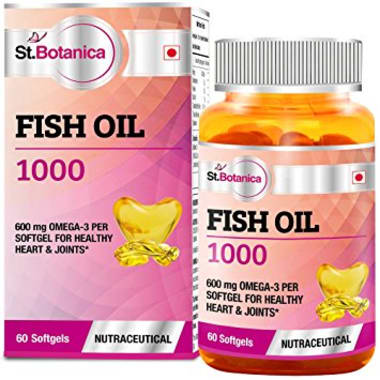 St.Botanica
FISH OIL
1000
600 mg OMEGA-3 PER
SOFTGEL FOR HEALTHY
HEART & JOINTS*
60 Softgels
NUTRACEUTICAL
St.Botanica
FISH OIL
1000
600 mg OMEGA-3 PER
SOFTGEL FOR HEALTHY
HEART & JOINTS*
60 Softgels
NUTRACEUTICAL